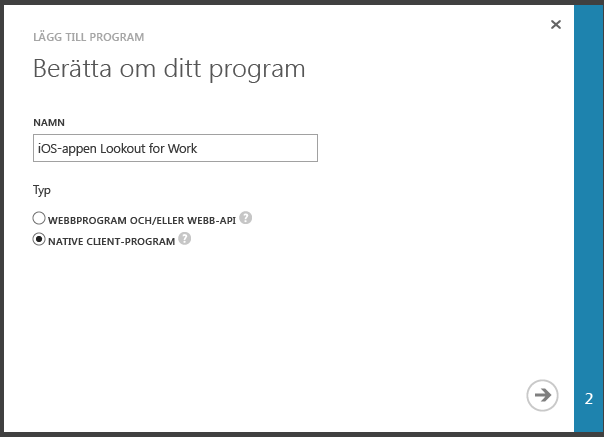 LÄGG TILL PROGRAM
Berätta om ditt program
NAMN
iOS-appen Lookout for Work
Typ
WEBBPROGRAM OCH/ELLER WEBB-API ?
NATIVE CLIENT-PROGRAM ?
2